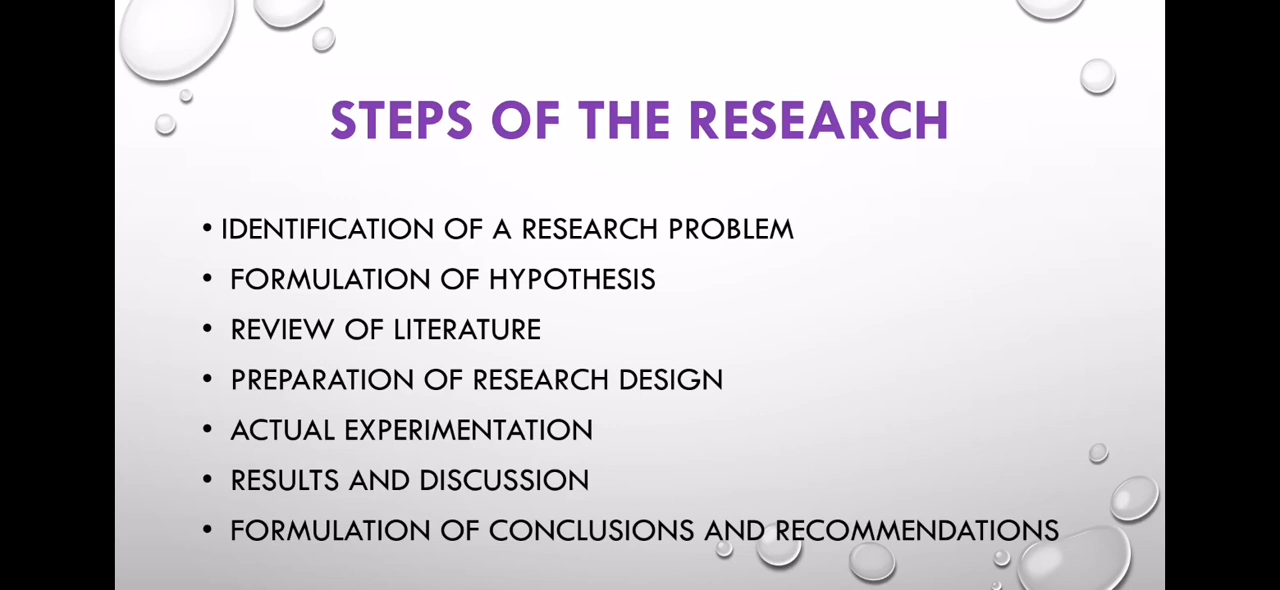 STEPS OF THE RESEARCH
• IDENTIFICATION OF A RESEARCH PROBLEM
• FORMULATION OF HYPOTHESIS
• REVIEW OF LITERATURE
• PREPARATION OF RESEARCH DESIGN
• ACTUAL EXPERIMENTATION
• RESULTS AND DISCUSSION
• FORMULATION OF CONCLUSIONS AND RECOMMENDATIONS